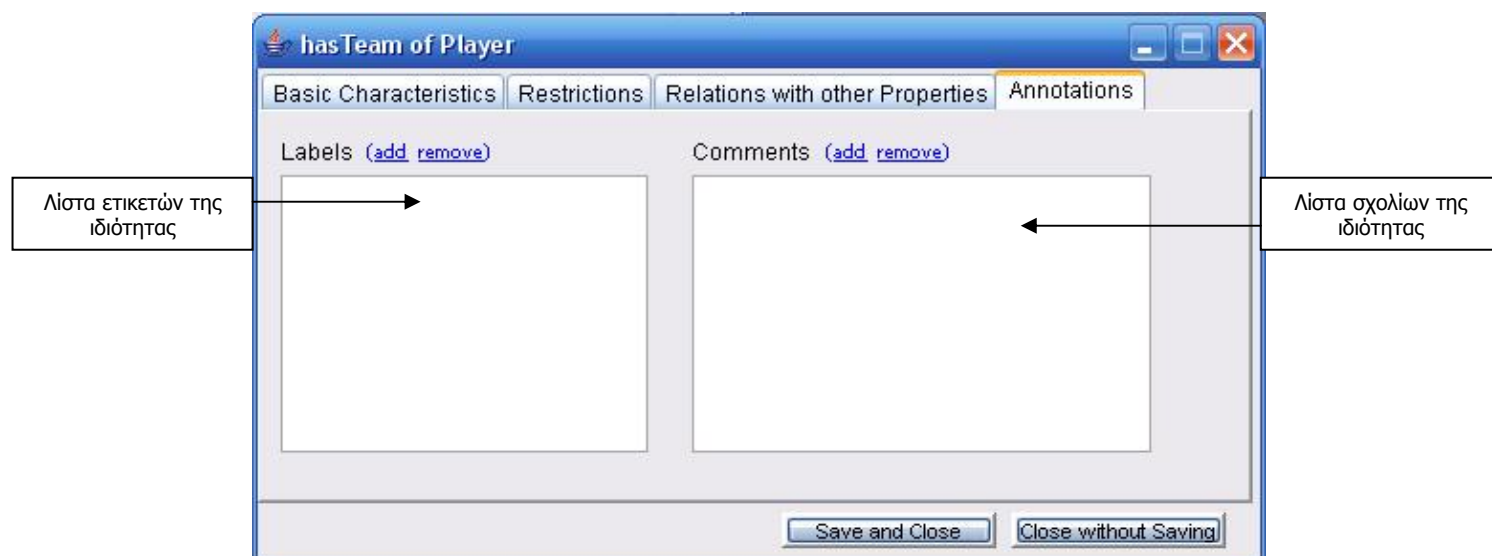 hasTeam of Player
Basic Characteristics Restrictions Relations with other Properties Annotations
Labels (add remove) Comments (add remove)
Λίστα ετικετών της
ιδιότητας
Λίστα σχολίων της
ιδιότητας
Save and Close Close without Saving